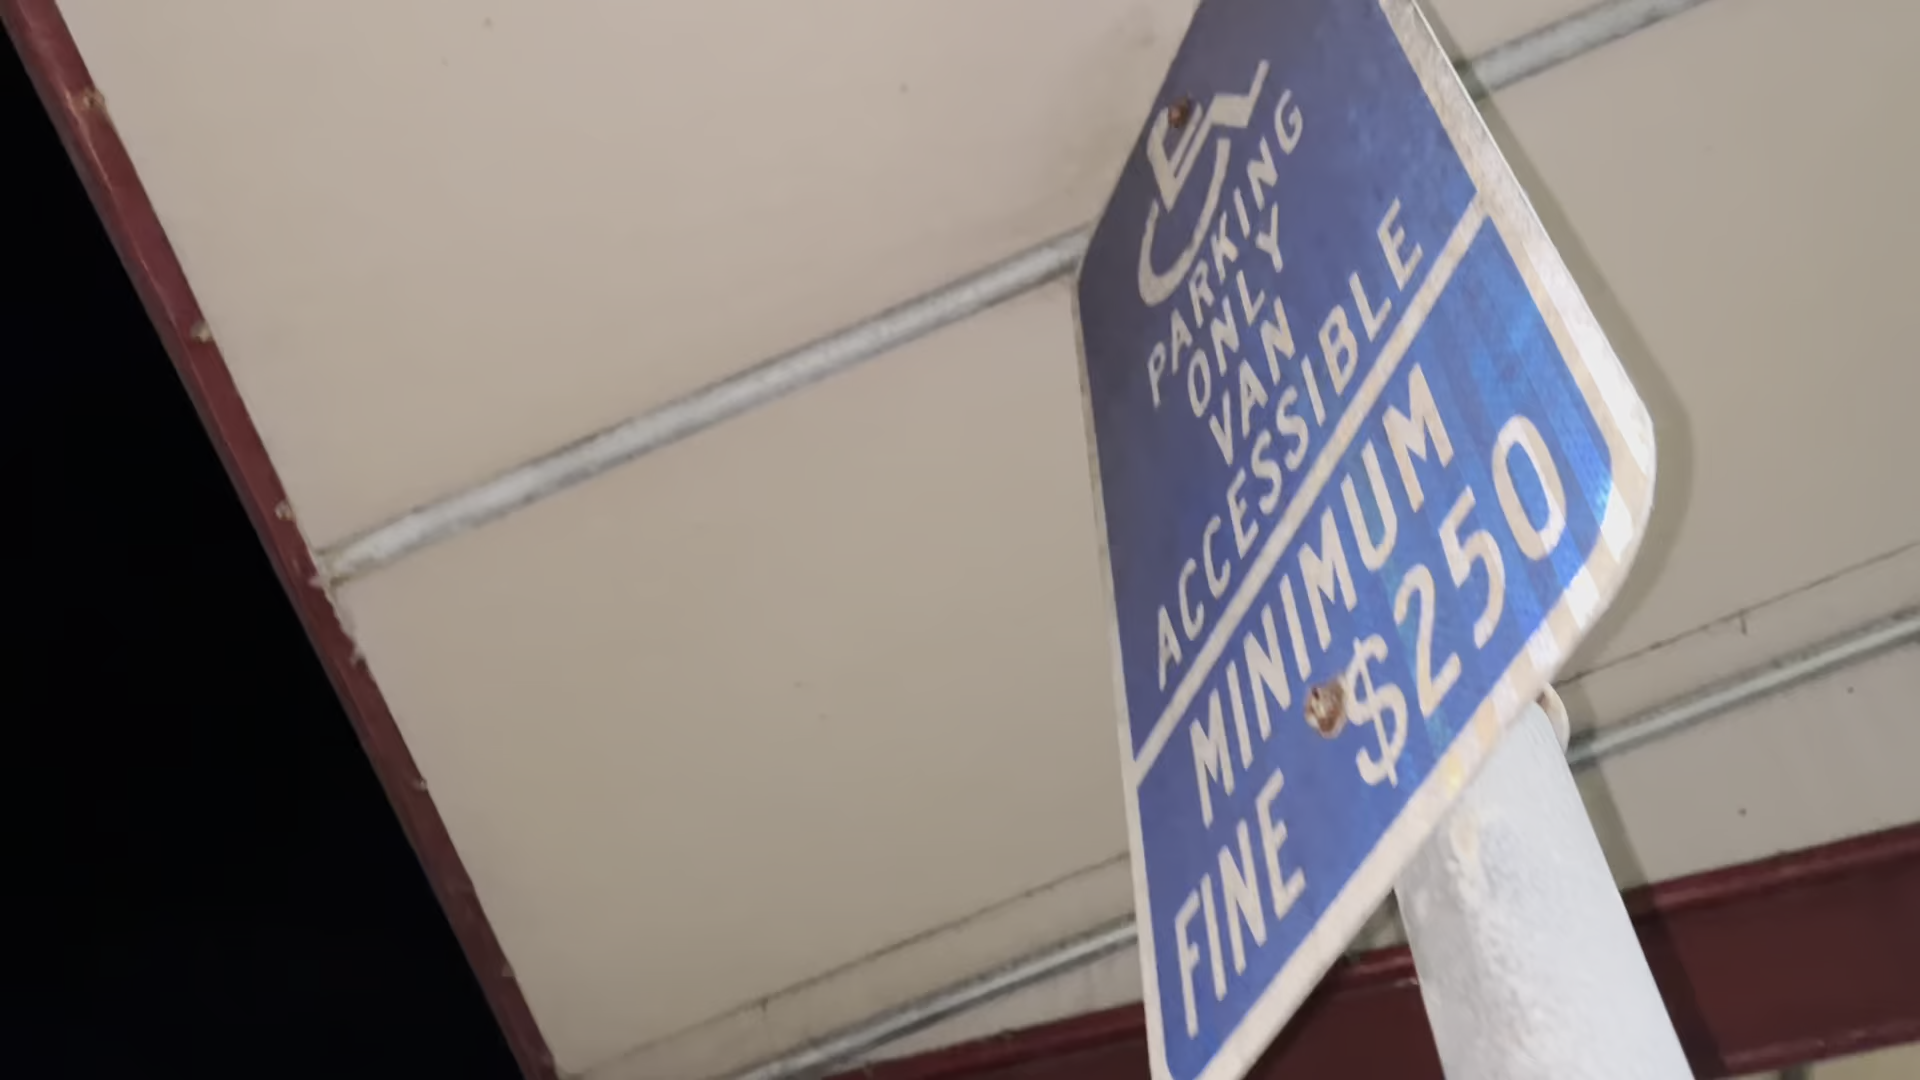 PARKING
ONLY
VAN
ACCESSIBLE
MINIMUM
FINE $250